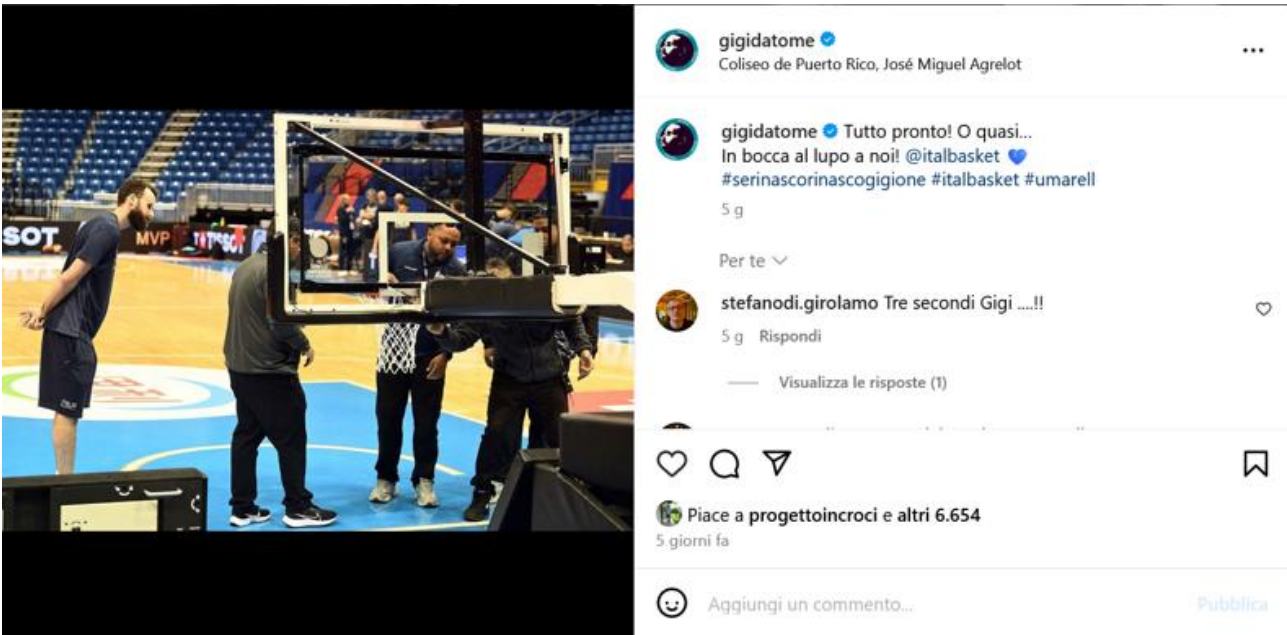 gigidatome
Coliseo de Puerto Rico, José Miguel Agrelot
gigidatome Tutto pronto! O quasi...
In bocca al lupo a noi! @italbasket 💙
#serinascorinascogigione #italbasket #umarell
5 g
Per te
stefanodi.girolamo Tre secondi Gigi ....!!
5 g Rispondi
Visualizza le risposte (1)
Piace a progettoincroci e altri 6.654
5 giorni fa
Aggiungi un commento...
Pubblica
SOT MVP TISSOT